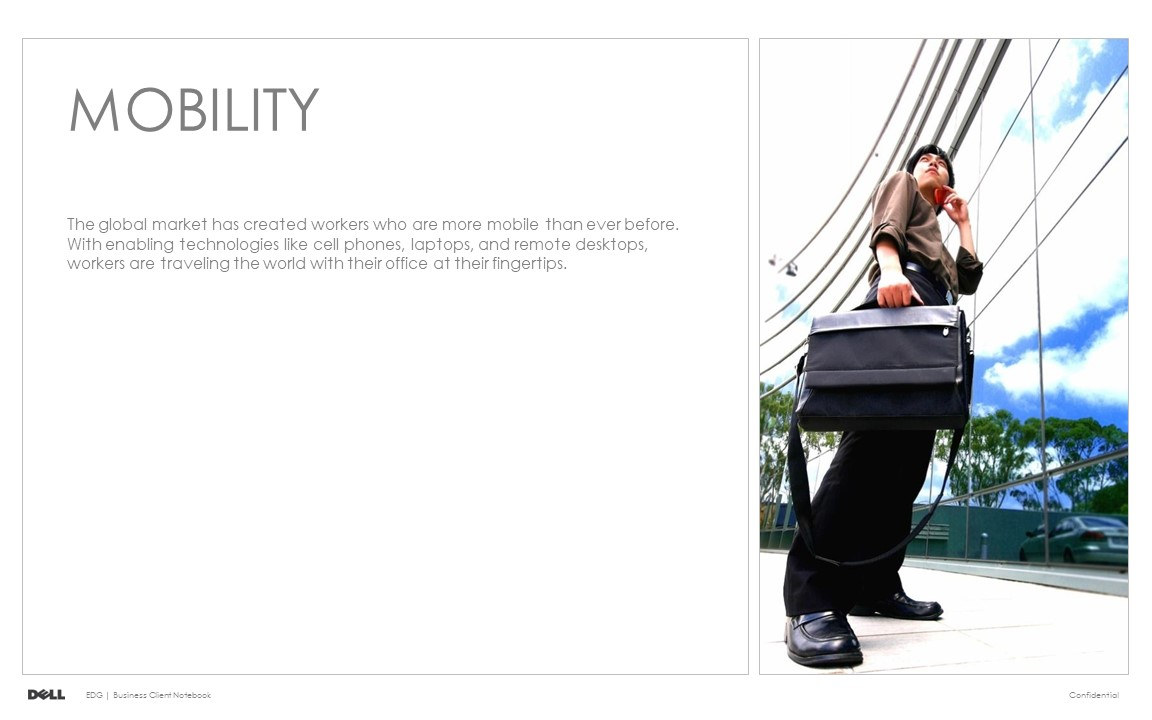 MOBILITY
The global market has created workers who are more mobile than ever before.
With enabling technologies like cell phones, laptops, and remote desktops,
workers are traveling the world with their office at their fingertips.
DELL EDG | Business Client Notebook Confidential